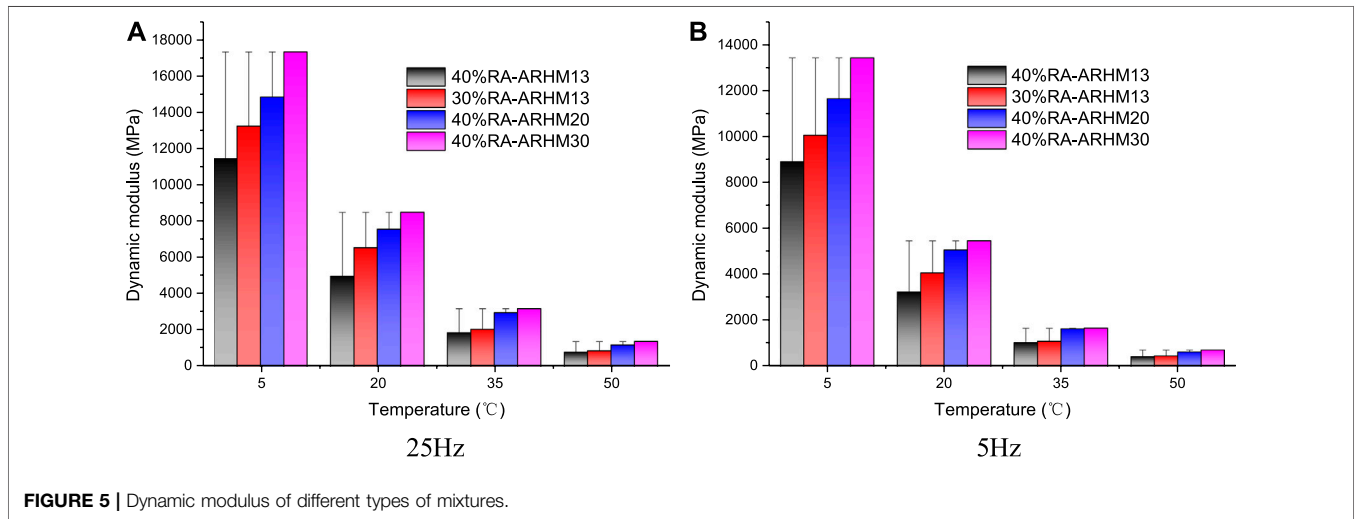 A
18000
16000
14000
12000
10000
8000
6000
4000
2000
0
Dynamic modulus (MPa)
40%RA-ARHM13
30%RA-ARHM13
40%RA-ARHM20
40%RA-ARHM30
5 20 35 50
Temperature (℃)
25Hz
B
14000
12000
10000
8000
6000
4000
2000
0
Dynamic modulus (MPa)
40%RA-ARHM13
30%RA-ARHM13
40%RA-ARHM20
40%RA-ARHM30
5 20 35 50
Temperature (℃)
5Hz
FIGURE 5 | Dynamic modulus of different types of mixtures.